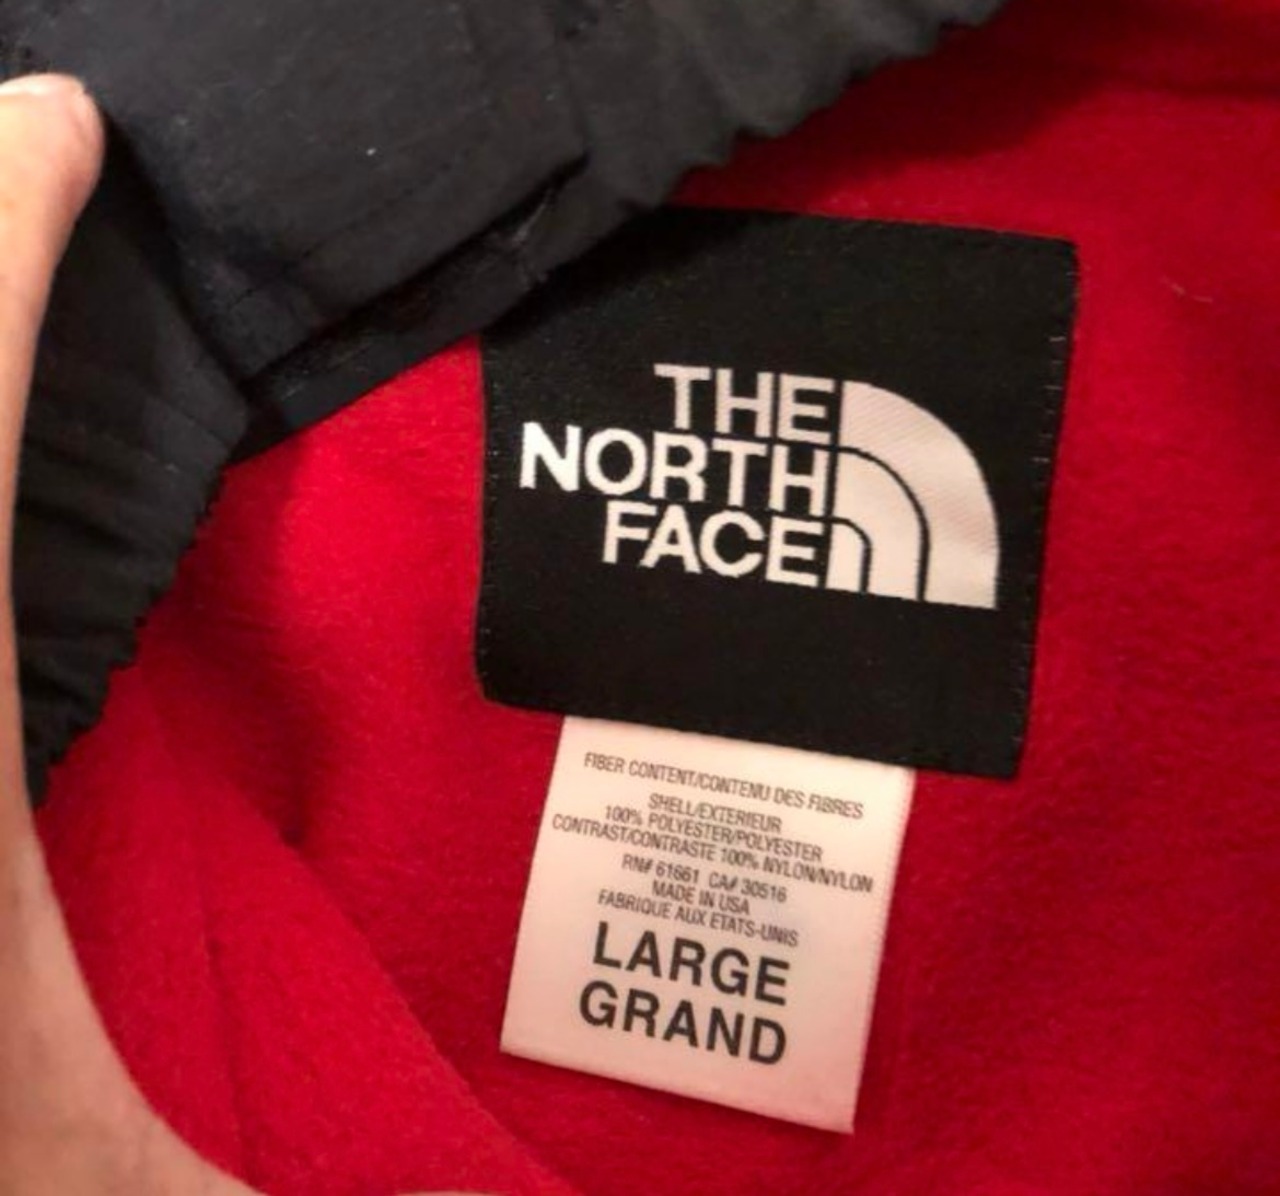 THE
NORTH
FACE
FIBER CONTENT/CONTENU DES FIBRES
SHELL/EXTERIEUR
100% POLYESTER/POLYESTER
CONTRAST/CONTRASTE 100% NYLON/NYLON
RN# 61661 CA# 30516
MADE IN USA
FABRIQUE AUX ETATS-UNIS
LARGE
GRAND